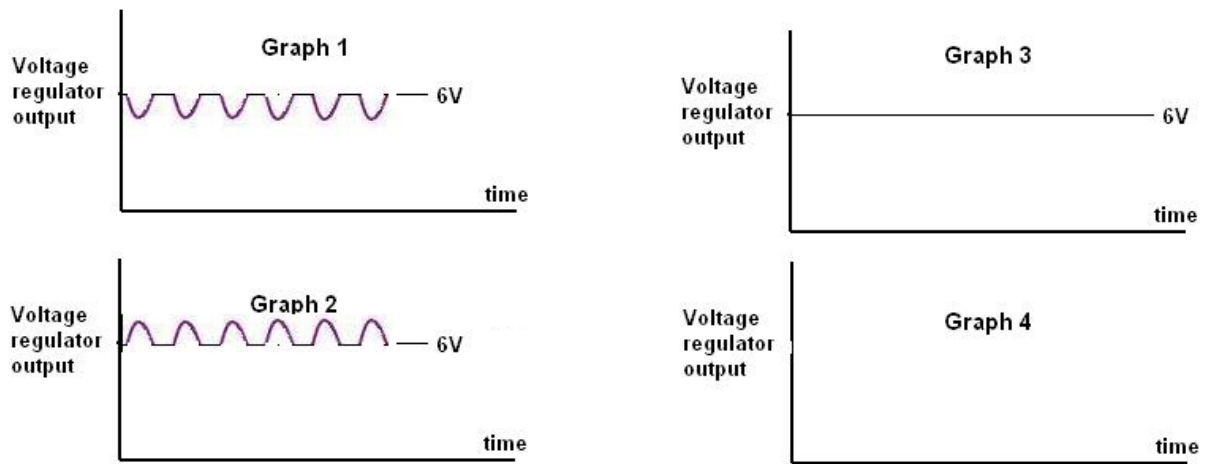 Graph 1
Voltage
regulator
output
6V
time
Graph 2
Voltage
regulator
output
6V
time
Graph 3
Voltage
regulator
output
6V
time
Graph 4
Voltage
regulator
output
time